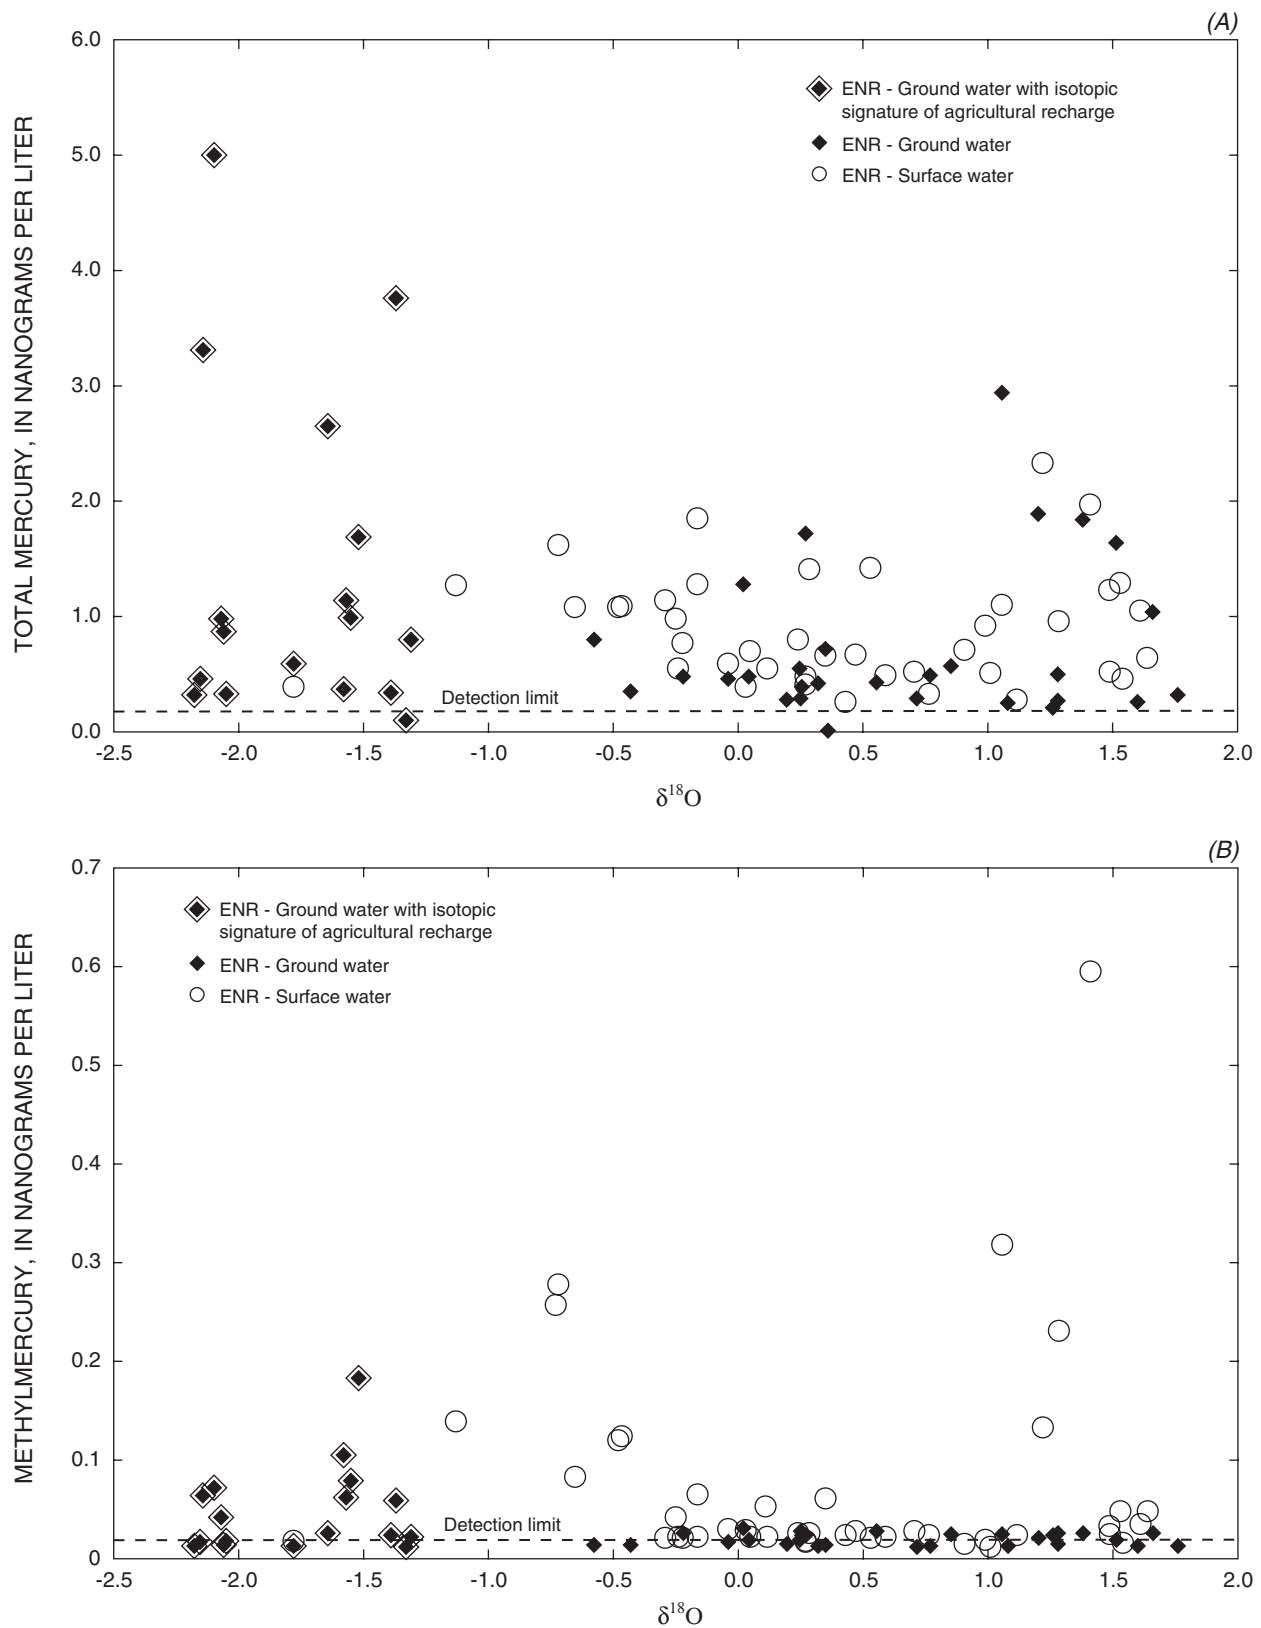 (A)
6.0
5.0
4.0
3.0
2.0
1.0
0.0
TOTAL MERCURY, IN NANOGRAMS PER LITER
ENR - Ground water with isotopic
signature of agricultural recharge
ENR - Ground water
ENR - Surface water
Detection limit
-2.5 -2.0 -1.5 -1.0 -0.5 0.0 0.5 1.0 1.5 2.0
δ¹⁸O
(B)
0.7
0.6
0.5
0.4
0.3
0.2
0.1
0
METHYLMERCURY, IN NANOGRAMS PER LITER
ENR - Ground water with isotopic
signature of agricultural recharge
ENR - Ground water
ENR - Surface water
Detection limit
-2.5 -2.0 -1.5 -1.0 -0.5 0.0 0.5 1.0 1.5 2.0
δ¹⁸O